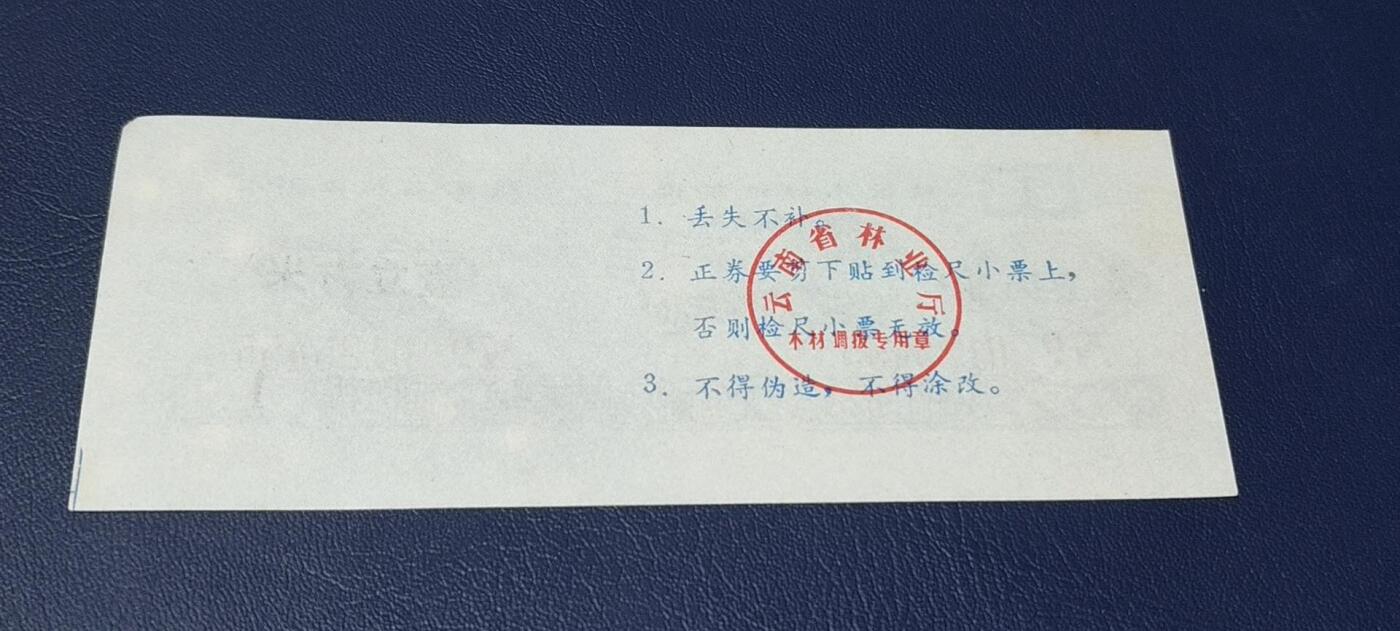 1. 丢失不补。
2. 正券要剪下贴到检尺小票上，
否则检尺小票无效。
3. 不得伪造，不得涂改。
云南省林业厅
木材调拨专用章